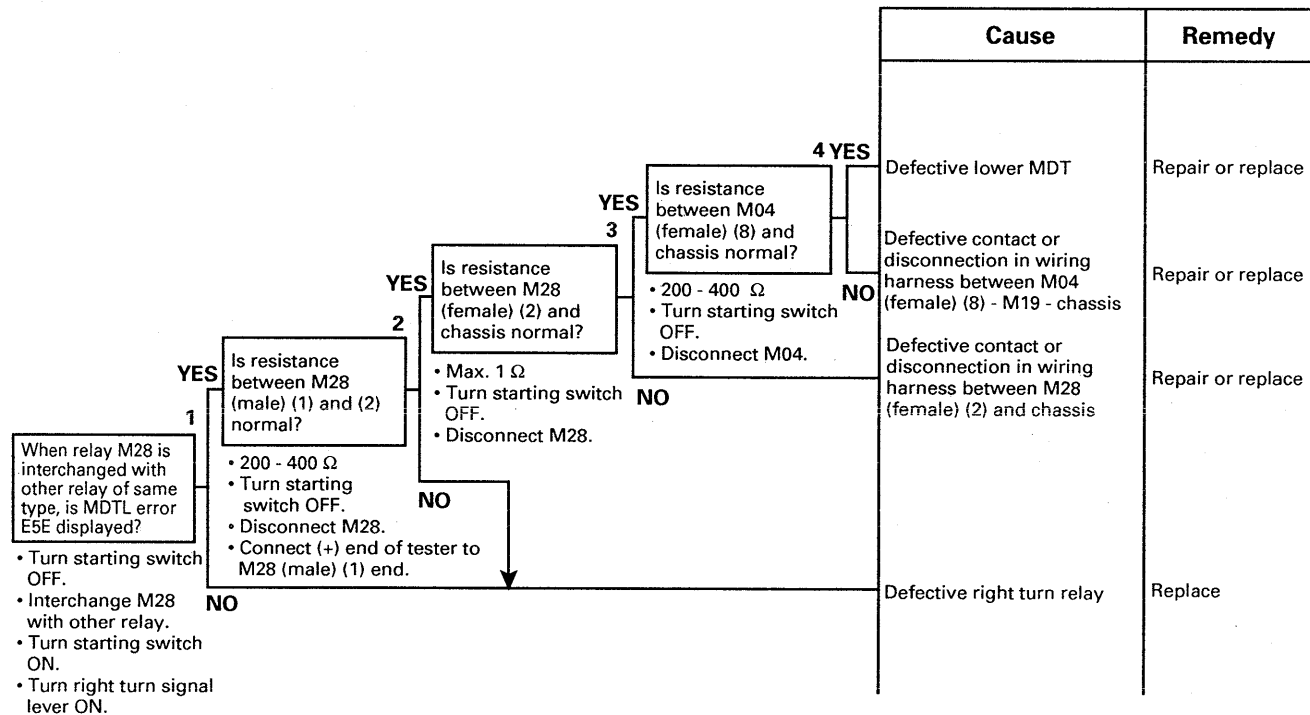 Cause
Remedy
4 YES
Defective lower MDT
Repair or replace
Is resistance
between M04
(female) (8) and
chassis normal?
YES
3
• 200 - 400 Ω
• Turn starting switch
OFF.
• Disconnect M04.
NO
Defective contact or
disconnection in wiring
harness between M04
(female) (8) - M19 - chassis
Repair or replace
Is resistance
between M28
(female) (2) and
chassis normal?
YES
2
• Max. 1 Ω
• Turn starting switch
OFF.
• Disconnect M28.
NO
Defective contact or
disconnection in wiring
harness between M28
(female) (2) and chassis
Repair or replace
Is resistance
between M28
(male) (1) and (2)
normal?
YES
1
• 200 - 400 Ω
• Turn starting
switch OFF.
• Disconnect M28.
• Connect (+) end of tester to
M28 (male) (1) end.
NO
When relay M28 is
interchanged with
other relay of same
type, is MDTL error
E5E displayed?
• Turn starting switch
OFF.
• Interchange M28
with other relay.
• Turn starting switch
ON.
• Turn right turn signal
lever ON.
NO
Defective right turn relay
Replace